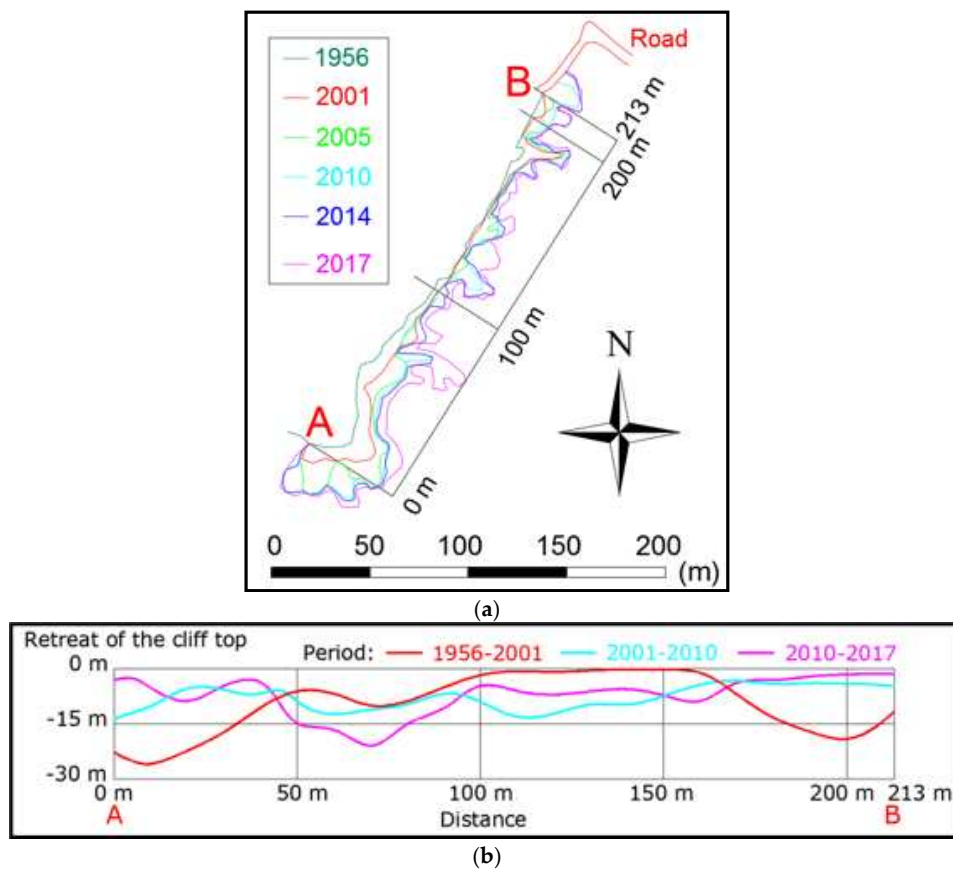 Road
1956
2001
2005
2010
2014
2017
B
213 m
200 m
100 m
A
0 m
N
0 50 100 150 200
(m)
(a)
Retreat of the cliff top
Period: 1956-2001 2001-2010 2010-2017
0 m
-15 m
-30 m
0 m 50 m 100 m 150 m 200 m 213 m
A Distance B
(b)